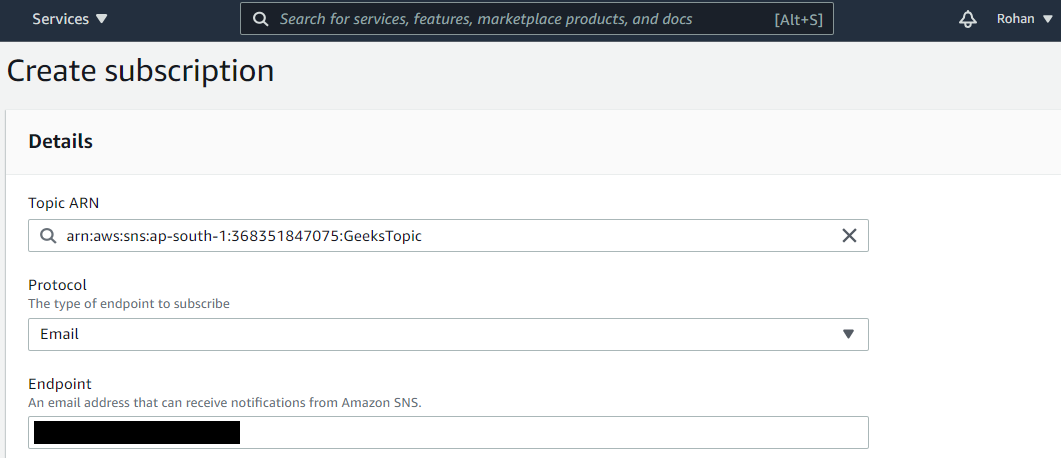 Services
Search for services, features, marketplace products, and docs [Alt+S]
Rohan
Create subscription
Details
Topic ARN
arn:aws:sns:ap-south-1:368351847075:GeeksTopic
Protocol
The type of endpoint to subscribe
Email
Endpoint
An email address that can receive notifications from Amazon SNS.